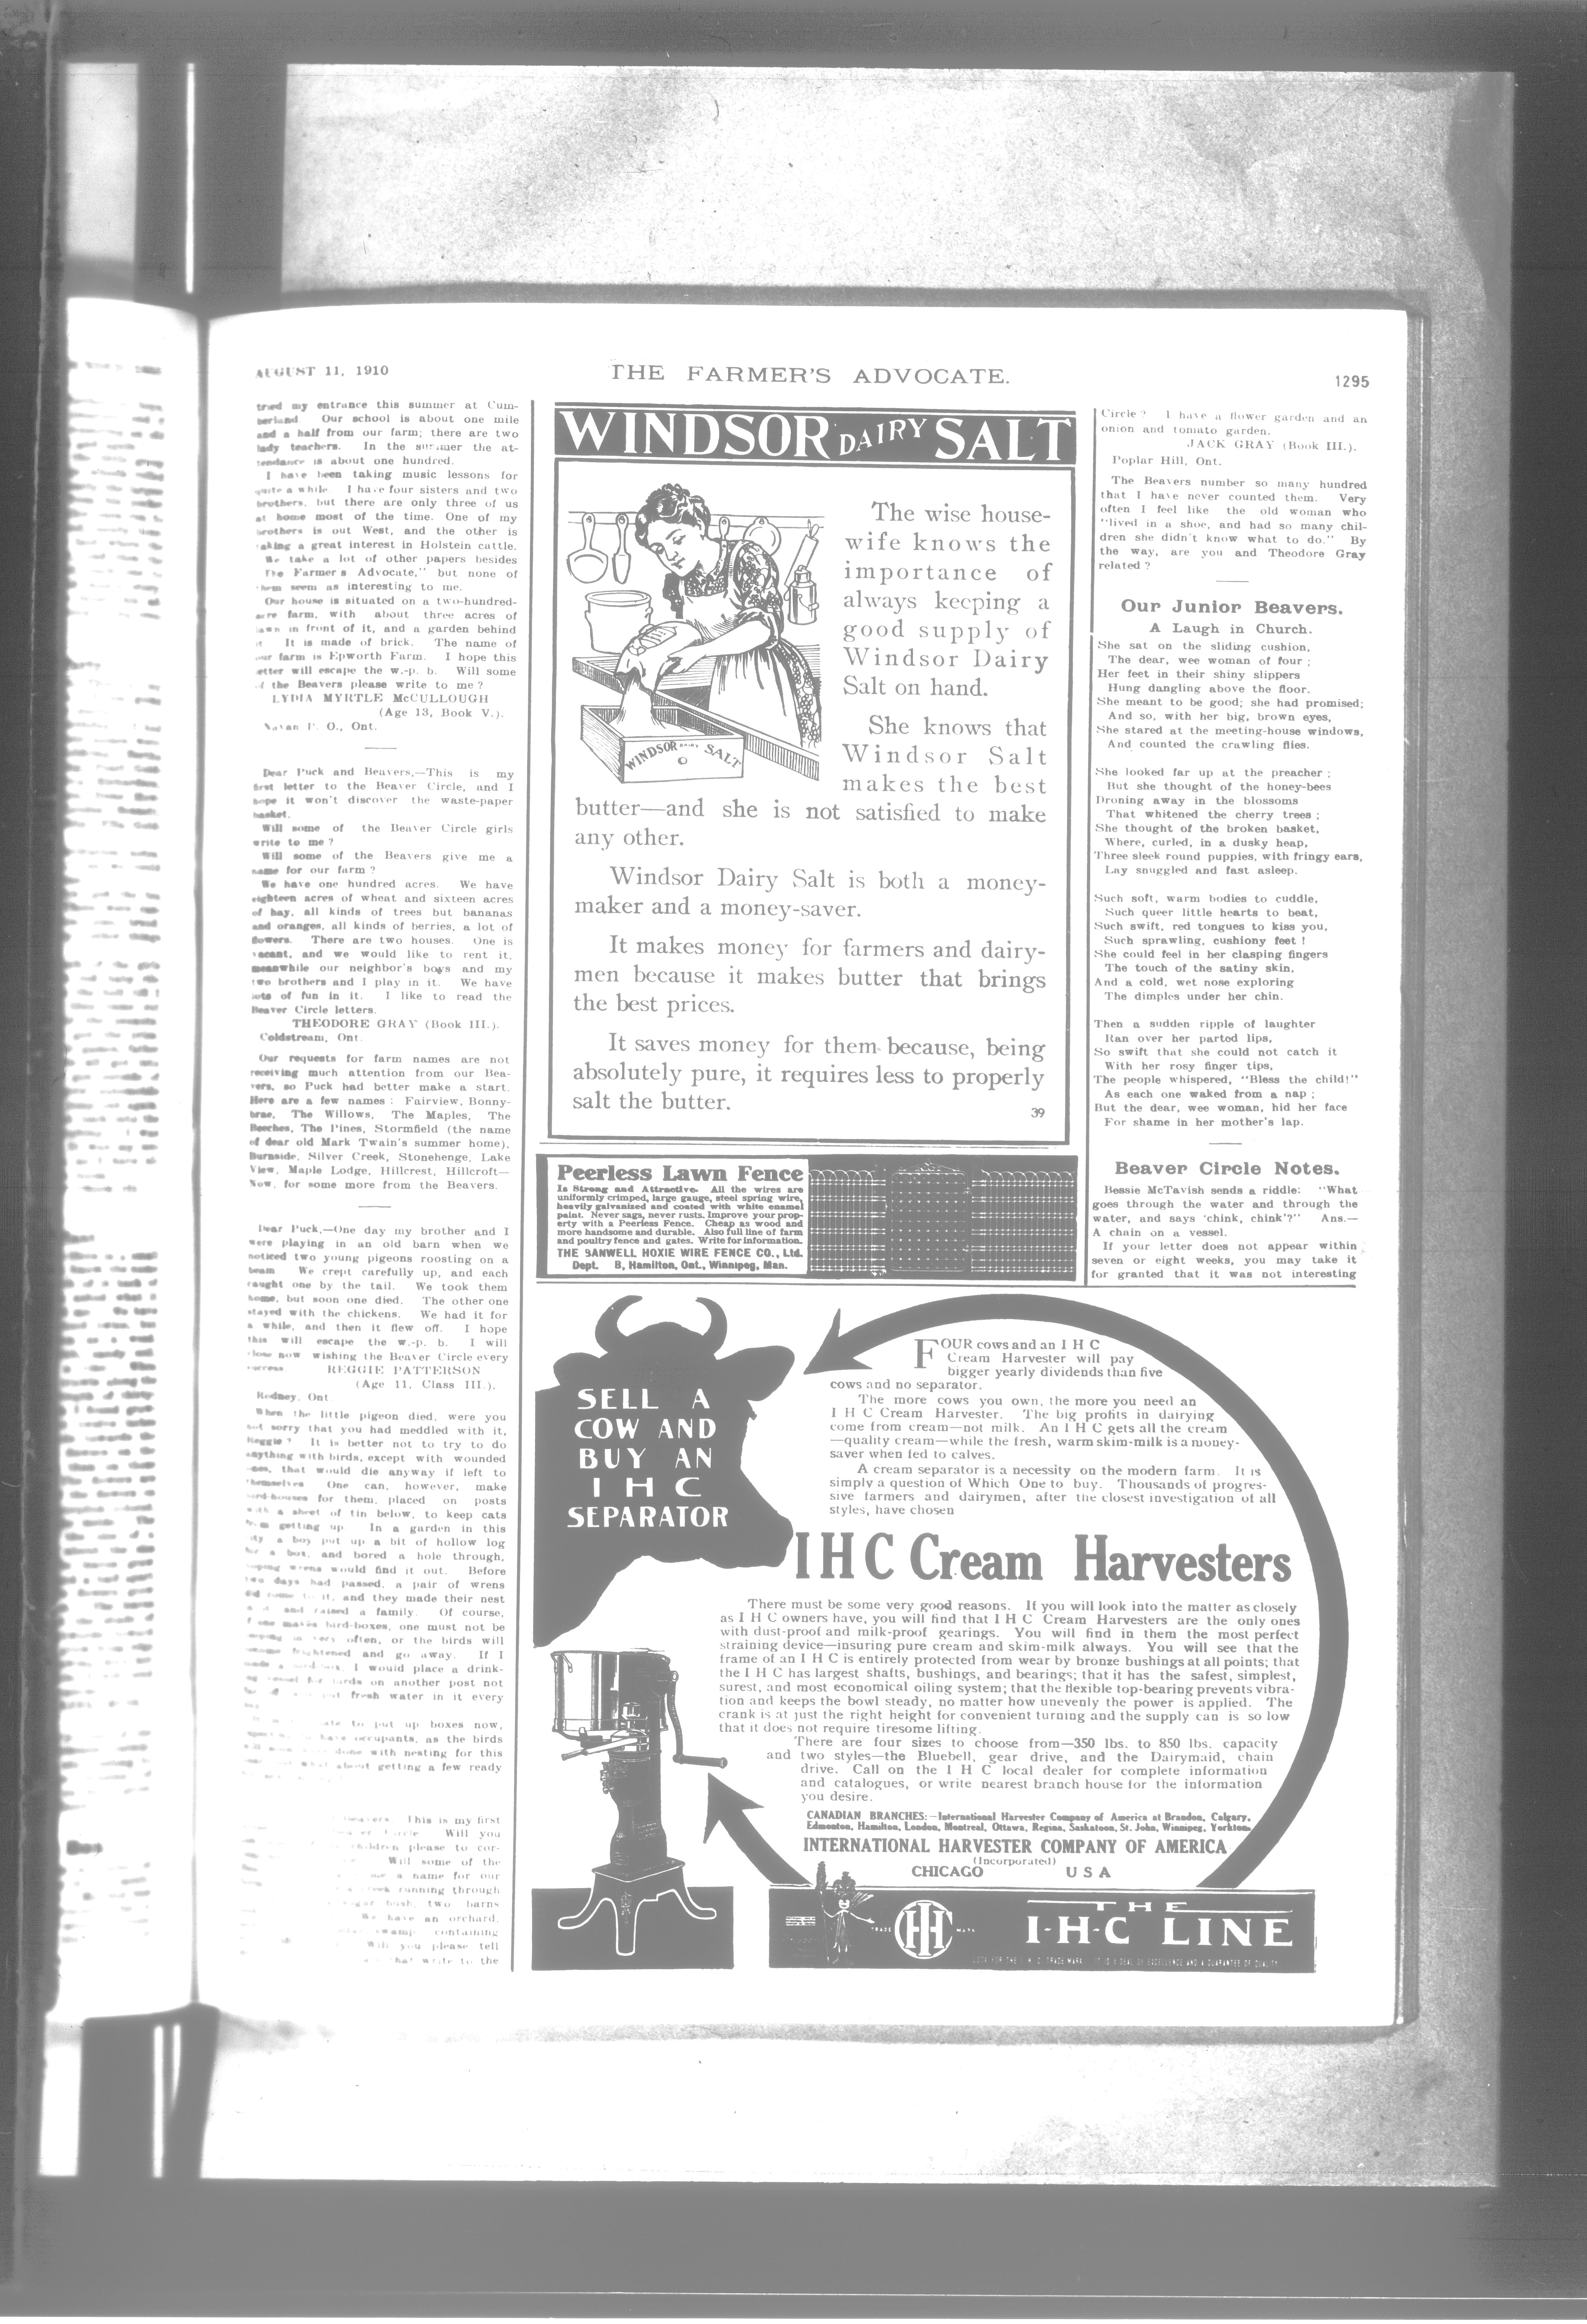 AUGUST 11, 1910
THE FARMER'S ADVOCATE.
1295
tried my entrance this summer at Cum-
berland. Our school is about one mile
and a half from our farm; there are two
lady teachers. In the summer the at-
tendance is about one hundred.
I have been taking music lessons for
quite a while. I have four sisters and two
brothers, but there are only three of us
at home most of the time. One of my
brothers is out West, and the other is
taking a great interest in Holstein cattle.
We take a lot of other papers besides
The Farmer's Advocate," but none of
them seem as interesting to me.
Our house is situated on a two-hundred-
acre farm, with about three acres of
lawn in front of it, and a garden behind
it. It is made of brick. The name of
our farm is Epworth Farm. I hope this
letter will escape the w.-p. b. Will some
of the Beavers please write to me?
LYDIA MYRTLE McCULLOUGH
(Age 13, Book V.).
Navan P. O., Ont.
Dear Puck and Beavers,—This is my
first letter to the Beaver Circle, and I
hope it won't discover the waste-paper
basket.
Will some of the Beaver Circle girls
write to me?
Will some of the Beavers give me a
name for our farm?
We have one hundred acres. We have
eighteen acres of wheat and sixteen acres
of hay, all kinds of trees but bananas
and oranges, all kinds of berries, a lot of
flowers. There are two houses. One is
vacant, and we would like to rent it,
meanwhile our neighbor's boys and my
two brothers and I play in it. We have
lots of fun in it. I like to read the
Beaver Circle letters.
THEODORE GRAY (Book III.).
Coldstream, Ont.
Our requests for farm names are not
receiving much attention from our Bea-
vers, so Puck had better make a start.
Here are a few names: Fairview, Bonny-
brae, The Willows, The Maples, The
Beeches, The Pines, Stormfield (the name
of dear old Mark Twain's summer home),
Burnside, Silver Creek, Stonehenge, Lake
View, Maple Lodge, Hillcrest, Hillcroft—
Now, for some more from the Beavers.
Dear Puck,—One day my brother and I
were playing in an old barn when we
noticed two young pigeons roosting on a
beam. We crept carefully up, and each
caught one by the tail. We took them
home, but soon one died. The other one
stayed with the chickens. We had it for
a while, and then it flew off. I hope
this will escape the w.-p. b. I will
close now wishing the Beaver Circle every
success.
REGGIE PATTERSON
(Age 11, Class III.).
Rodney, Ont.
When the little pigeon died, were you
not sorry that you had meddled with it,
Reggie? It is better not to try to do
anything with birds, except with wounded
ones, that would die anyway if left to
themselves. One can, however, make
bird-houses for them, placed on posts
with a sheet of tin below, to keep cats
from getting up. In a garden in this
city a boy put up a bit of hollow log
for a box, and bored a hole through,
hoping wrens would find it out. Before
two days had passed, a pair of wrens
did come to it, and they made their nest
in it and raised a family. Of course,
if one makes bird-boxes, one must not be
very often, or the birds will
frightened and go away. If I
I would place a drink-
birds on another post not
put fresh water in it every
to put up boxes now,
have occupants, as the birds
done with nesting for this
about getting a few ready
Beavers This is my first
Circle Will you
children please to cor-
Will some of the
me a name for our
creek running through
sugar bush, two barns
We have an orchard,
swamp containing
Will you please tell
that write to the
WINDSOR DAIRY SALT
WINDSOR DAIRY SALT
The wise house-
wife knows the
importance of
always keeping a
good supply of
Windsor Dairy
Salt on hand.
She knows that
Windsor Salt
makes the best
butter—and she is not satisfied to make
any other.
Windsor Dairy Salt is both a money-
maker and a money-saver.
It makes money for farmers and dairy-
men because it makes butter that brings
the best prices.
It saves money for them because, being
absolutely pure, it requires less to properly
salt the butter.
39
Peerless Lawn Fence
Is Strong and Attractive. All the wires are
uniformly crimped, large gauge, steel spring wire,
heavily galvanized and coated with white enamel
paint. Never sags, never rusts. Improve your prop-
erty with a Peerless Fence. Cheap as wood and
more handsome and durable. Also full line of farm
and poultry fence and gates. Write for information.
THE BANWELL HOXIE WIRE FENCE CO., Ltd.
Dept. B, Hamilton, Ont., Winnipeg, Man.
Circle? I have a flower garden and an
onion and tomato garden.
JACK GRAY (Book III.).
Poplar Hill, Ont.
The Beavers number so many hundred
that I have never counted them. Very
often I feel like the old woman who
"lived in a shoe, and had so many chil-
dren she didn't know what to do." By
the way, are you and Theodore Gray
related?
Our Junior Beavers.
A Laugh in Church.
She sat on the sliding cushion,
The dear, wee woman of four;
Her feet in their shiny slippers
Hung dangling above the floor.
She meant to be good; she had promised;
And so, with her big, brown eyes,
She stared at the meeting-house windows,
And counted the crawling flies.
She looked far up at the preacher;
But she thought of the honey-bees
Droning away in the blossoms
That whitened the cherry trees;
She thought of the broken basket,
Where, curled, in a dusky heap,
Three sleek round puppies, with fringy ears,
Lay snuggled and fast asleep.
Such soft, warm bodies to cuddle,
Such queer little hearts to beat,
Such swift, red tongues to kiss you,
Such sprawling, cushiony feet!
She could feel in her clasping fingers
The touch of the satiny skin,
And a cold, wet nose exploring
The dimples under her chin.
Then a sudden ripple of laughter
Ran over her parted lips,
So swift that she could not catch it
With her rosy finger tips,
The people whispered, "Bless the child!"
As each one waked from a nap;
But the dear, wee woman, hid her face
For shame in her mother's lap.
Beaver Circle Notes.
Bessie McTavish sends a riddle: "What
goes through the water and through the
water, and says 'chink, chink'?" Ans.—
A chain on a vessel.
If your letter does not appear within
seven or eight weeks, you may take it
for granted that it was not interesting
SELL A
COW AND
BUY AN
I H C
SEPARATOR
FOUR cows and an I H C
Cream Harvester will pay
bigger yearly dividends than five
cows and no separator.
The more cows you own, the more you need an
I H C Cream Harvester. The big profits in dairying
come from cream—not milk. An I H C gets all the cream
—quality cream—while the fresh, warm skim-milk is a money-
saver when fed to calves.
A cream separator is a necessity on the modern farm. It is
simply a question of Which One to buy. Thousands of progres-
sive farmers and dairymen, after the closest investigation of all
styles, have chosen
I H C Cream Harvesters
There must be some very good reasons. If you will look into the matter as closely
as I H C owners have, you will find that I H C Cream Harvesters are the only ones
with dust-proof and milk-proof gearings. You will find in them the most perfect
straining device—insuring pure cream and skim-milk always. You will see that the
frame of an I H C is entirely protected from wear by bronze bushings at all points; that
the I H C has largest shafts, bushings, and bearings; that it has the safest, simplest,
surest, and most economical oiling system; that the flexible top-bearing prevents vibra-
tion and keeps the bowl steady, no matter how unevenly the power is applied. The
crank is at just the right height for convenient turning and the supply can is so low
that it does not require tiresome lifting.
There are four sizes to choose from—350 lbs. to 850 lbs. capacity
and two styles—the Bluebell, gear drive, and the Dairymaid, chain
drive. Call on the I H C local dealer for complete information
and catalogues, or write nearest branch house for the information
you desire.
CANADIAN BRANCHES:—International Harvester Company of America at Brandon, Calgary,
Edmonton, Hamilton, London, Montreal, Ottawa, Regina, Saskatoon, St. John, Winnipeg, Yorkton.
INTERNATIONAL HARVESTER COMPANY OF AMERICA
(Incorporated)
CHICAGO U S A
TRADE IHC MARK
THE
I·H·C LINE
LOOK FOR THE I.H.C. TRADE MARK. IT IS A SEAL OF EXCELLENCE AND A GUARANTEE OF QUALITY